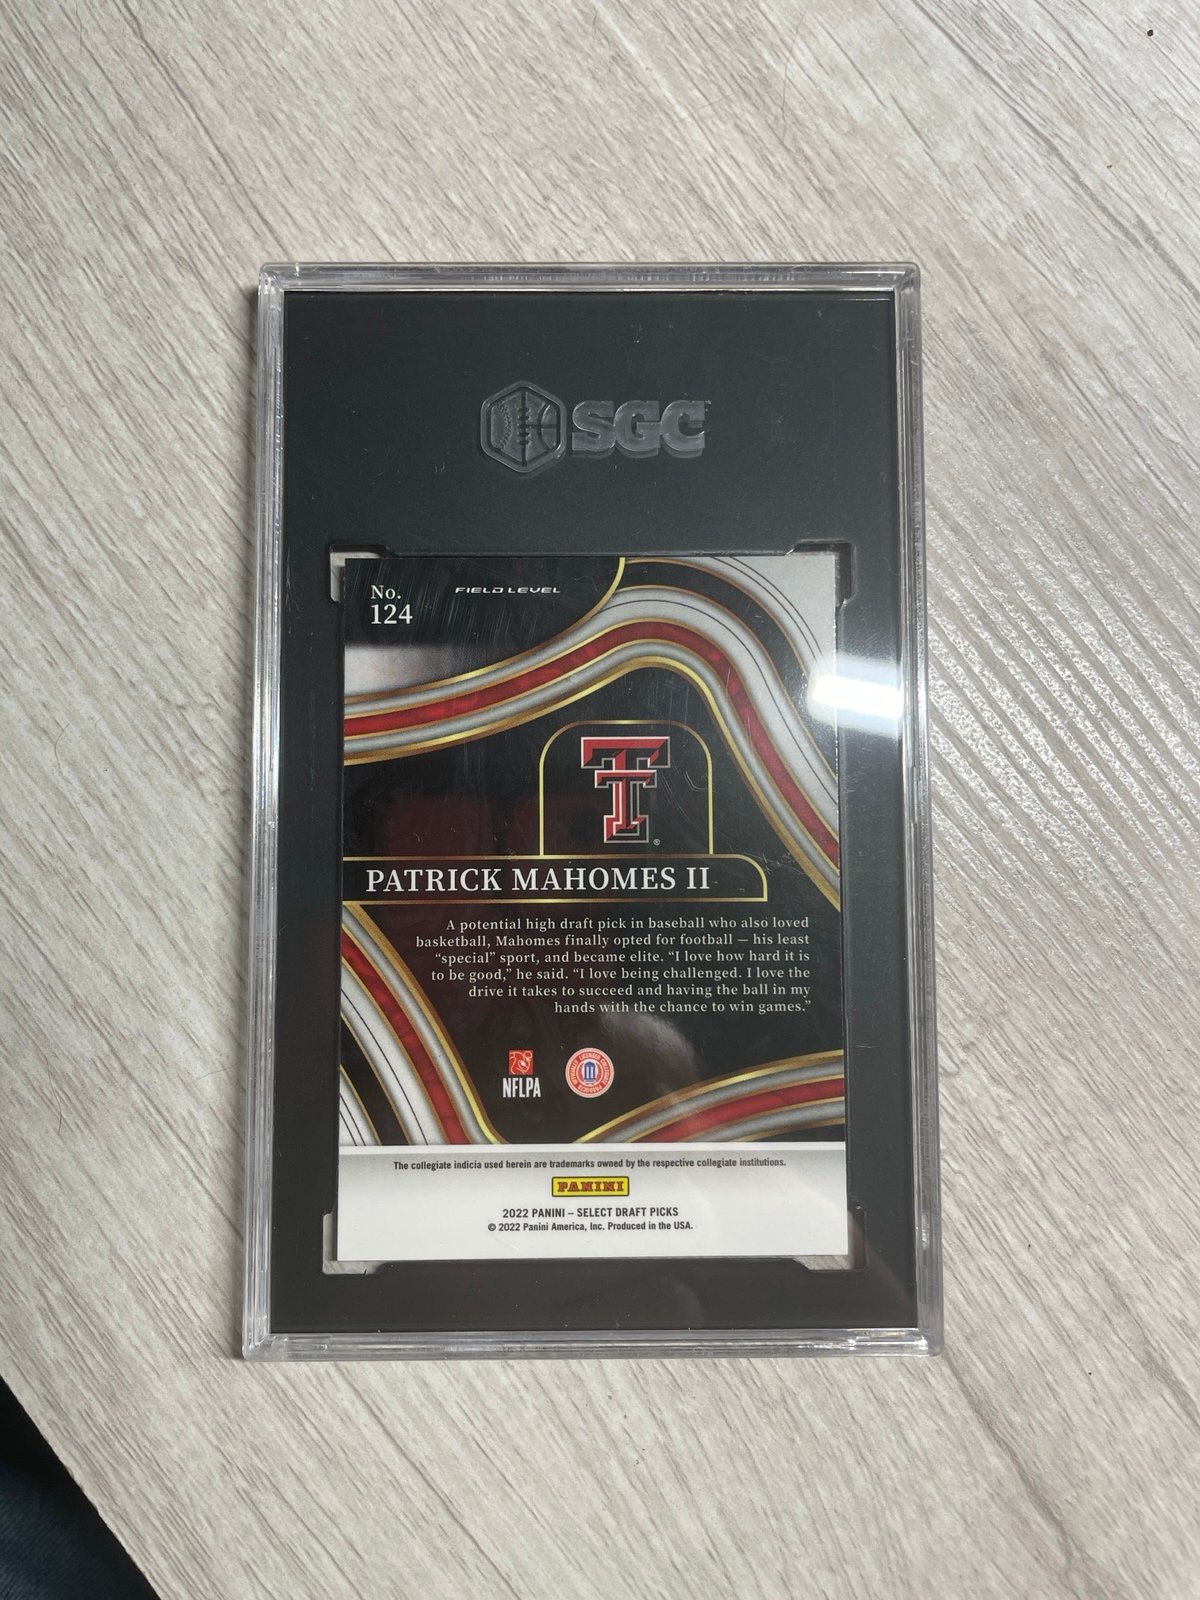 SGC
No.
124
FIELD LEVEL
PATRICK MAHOMES II
A potential high draft pick in baseball who also loved
basketball, Mahomes finally opted for football — his least
“special” sport, and became elite. “I love how hard it is
to be good,” he said. “I love being challenged. I love the
drive it takes to succeed and having the ball in my
hands with the chance to win games.”
NFLPA
OFFICIALLY LICENSED COLLEGIATE PRODUCTS
The collegiate indicia used herein are trademarks owned by the respective collegiate institutions.
PANINI
2022 PANINI – SELECT DRAFT PICKS
© 2022 Panini America, Inc. Produced in the USA.